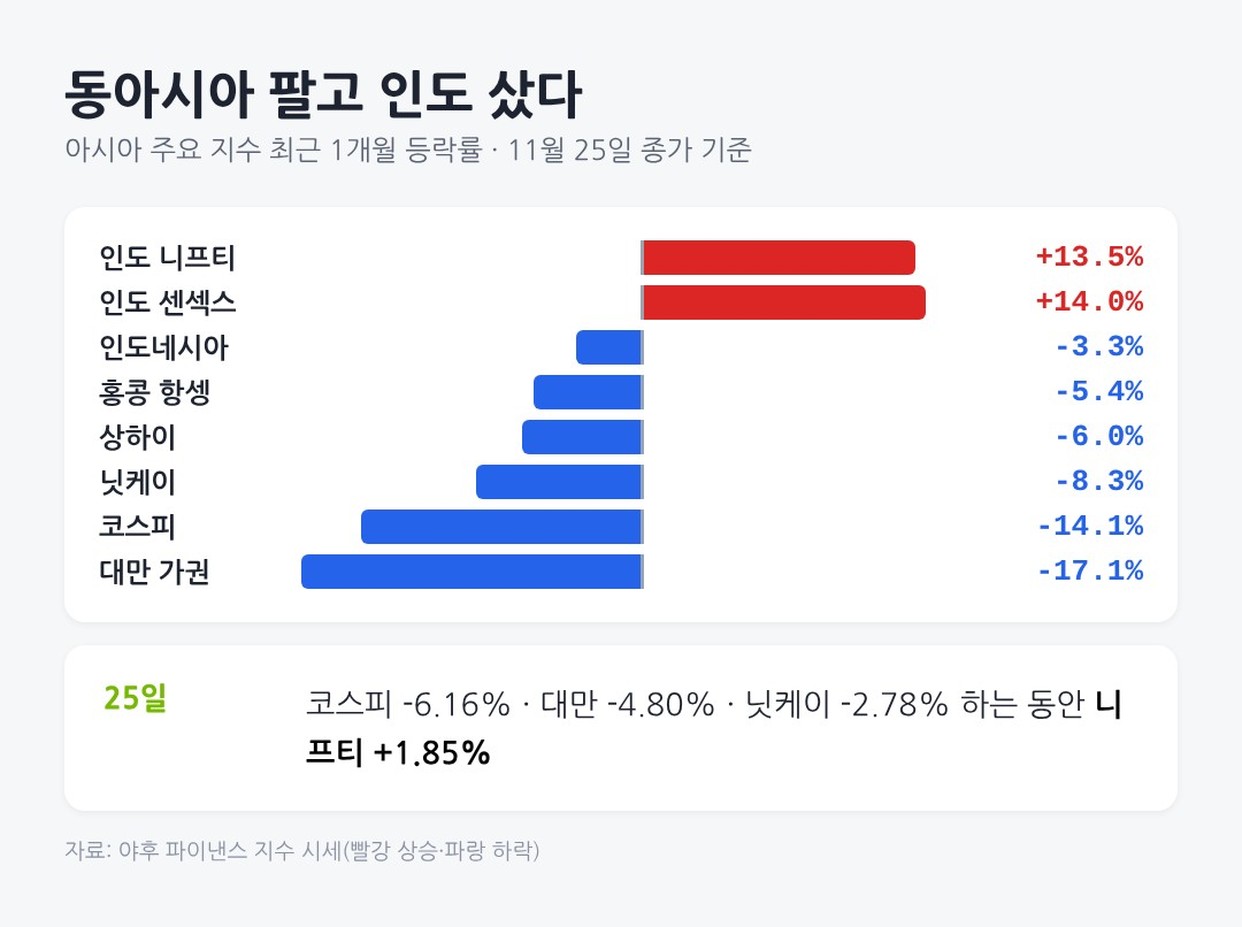 동아시아 팔고 인도 샀다
아시아 주요 지수 최근 1개월 등락률 · 11월 25일 종가 기준
인도 니프티 +13.5%
인도 센섹스 +14.0%
인도네시아 -3.3%
홍콩 항셍 -5.4%
상하이 -6.0%
닛케이 -8.3%
코스피 -14.1%
대만 가권 -17.1%
25일 코스피 -6.16% · 대만 -4.80% · 닛케이 -2.78% 하는 동안 니
프티 +1.85%
자료: 야후 파이낸스 지수 시세(빨강 상승·파랑 하락)